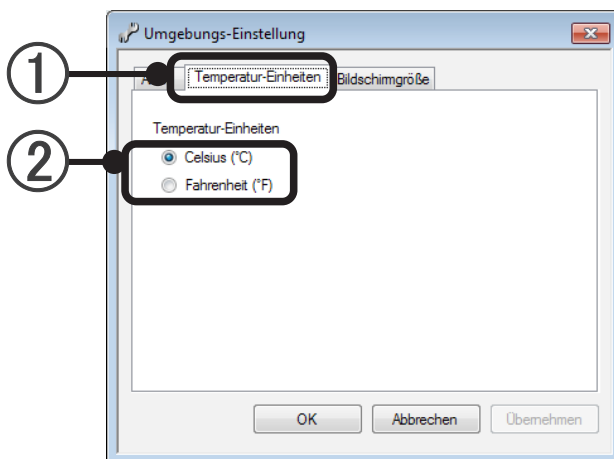 Umgebungs-Einstellung
1
Temperatur-Einheiten
Bildschirmgröße
Temperatur-Einheiten
2
Celsius (°C)
Fahrenheit (°F)
OK
Abbrechen
Übernehmen